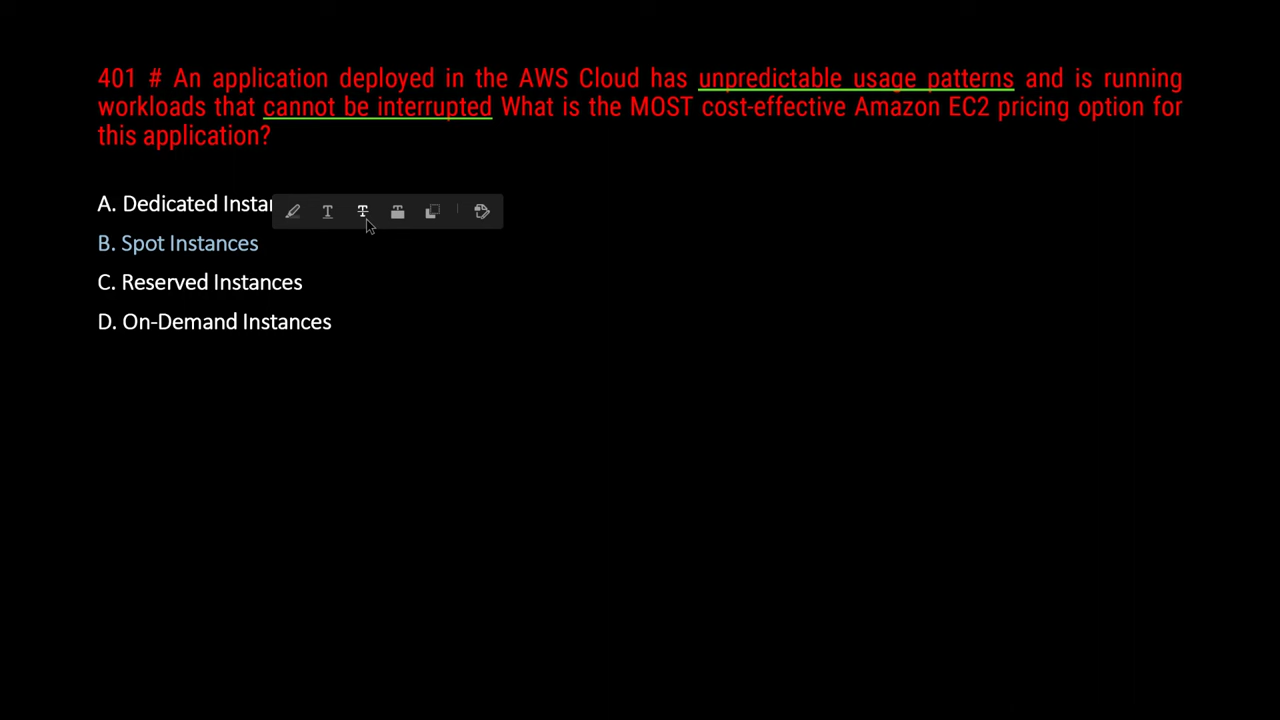 401 # An application deployed in the AWS Cloud has unpredictable usage patterns and is running
workloads that cannot be interrupted What is the MOST cost-effective Amazon EC2 pricing option for
this application?
A. Dedicated Instan
B. Spot Instances
C. Reserved Instances
D. On-Demand Instances